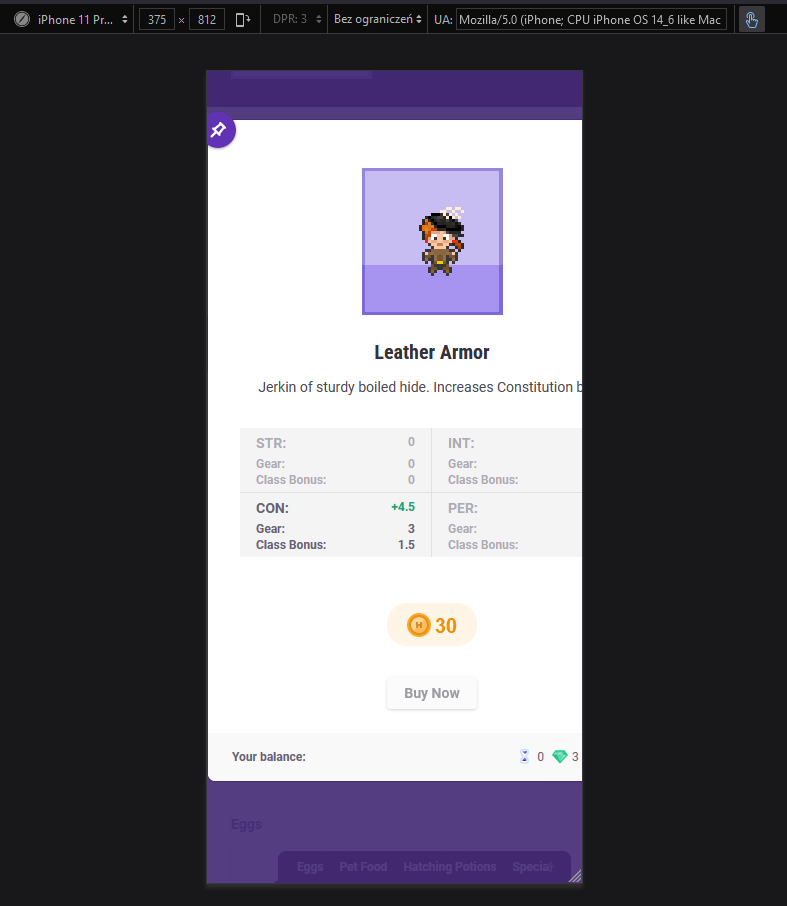 iPhone 11 Pr... 375 × 812 DPR: 3 Bez ograniczeń UA: Mozilla/5.0 (iPhone; CPU iPhone OS 14_6 like Mac
Leather Armor
Jerkin of sturdy boiled hide. Increases Constitution b
STR: 0 INT:
Gear: 0 Gear:
Class Bonus: 0 Class Bonus:
CON: +4.5 PER:
Gear: 3 Gear:
Class Bonus: 1.5 Class Bonus:
H 30
Buy Now
Your balance: 0 3
Eggs
Eggs Pet Food Hatching Potions Special